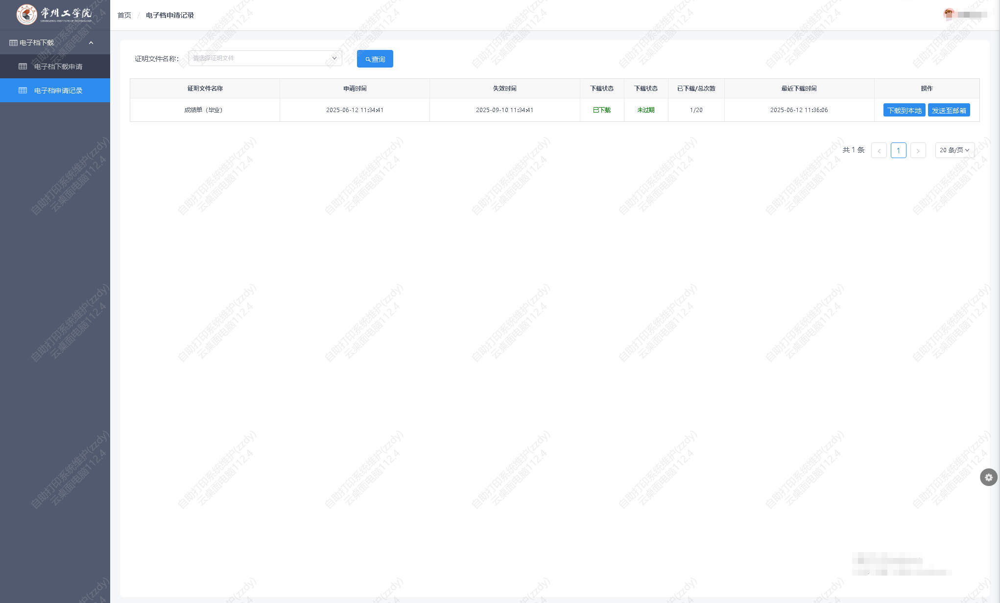 常州工学院
CHANGZHOU INSTITUTE OF TECHNOLOGY
首页 / 电子档申请记录
电子档下载
电子档下载申请
电子档申请记录
证明文件名称： 请选择证明文件 查询
证明文件名称 申请时间 失效时间 下载状态 下载状态 已下载/总次数 最近下载时间 操作
成绩单（毕业） 2025-06-12 11:34:41 2025-09-10 11:34:41 已下载 未过期 1/20 2025-06-12 11:36:06 下载到本地 发送至邮箱
共 1 条 1 20 条/页
自助打印系统维护(zzdy)
云桌面电脑112.4